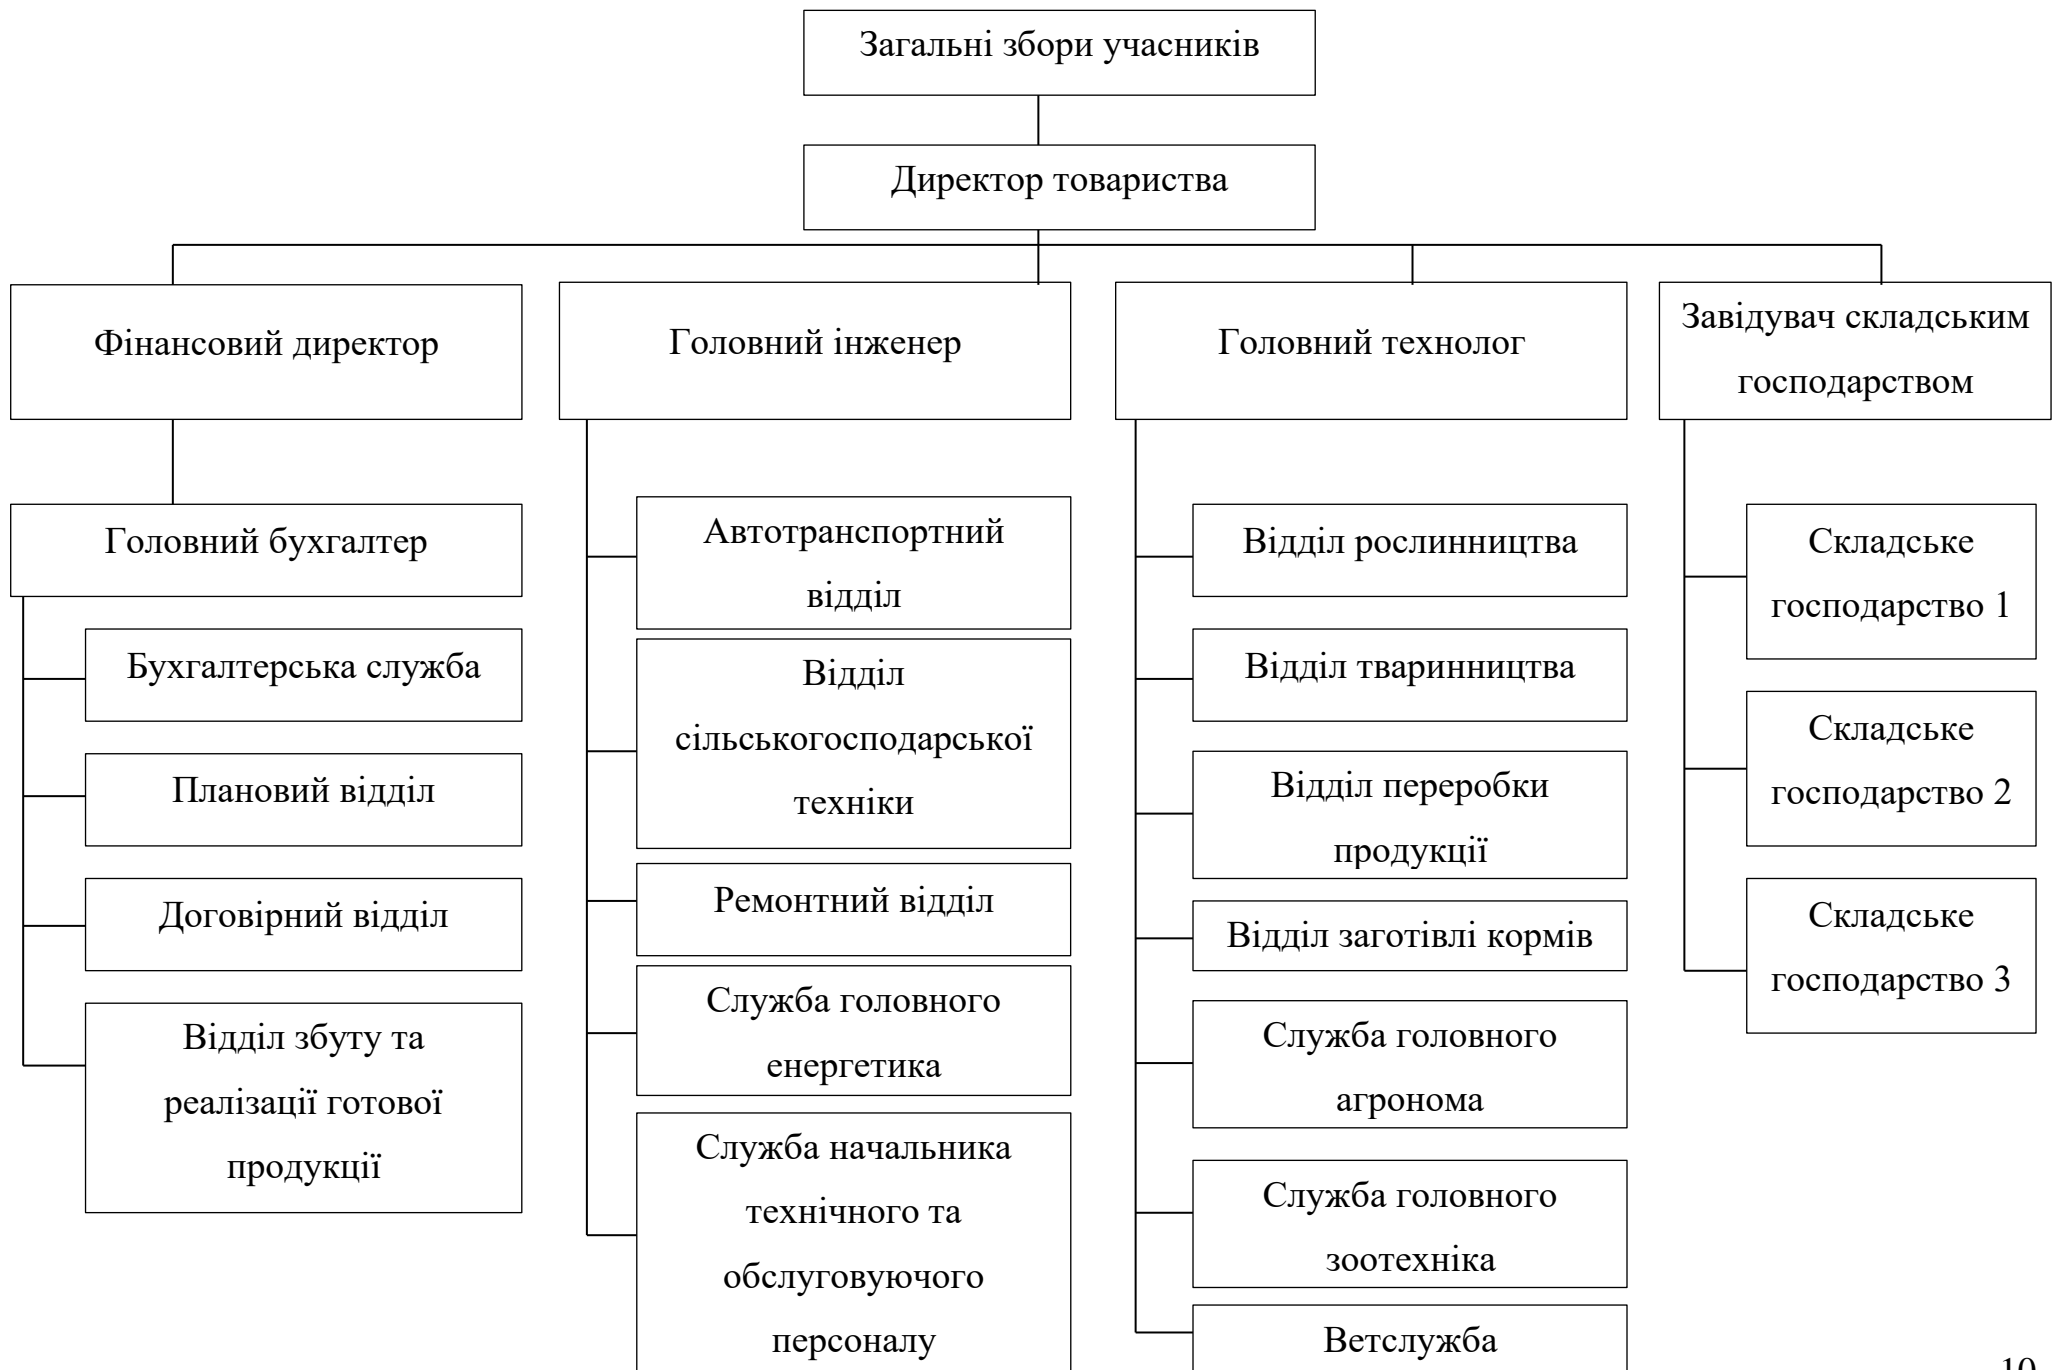 Загальні збори учасників
Директор товариства
Фінансовий директор
Головний інженер
Головний технолог
Завідувач складським
господарством
Головний бухгалтер
Бухгалтерська служба
Плановий відділ
Договірний відділ
Відділ збуту та
реалізації готової
продукції
Автотранспортний
відділ
Відділ
сільськогосподарської
техніки
Ремонтний відділ
Служба головного
енергетика
Служба начальника
технічного та
обслуговуючого
персоналу
Відділ рослинництва
Відділ тваринництва
Відділ переробки
продукції
Відділ заготівлі кормів
Служба головного
агронома
Служба головного
зоотехніка
Ветслужба
Складське
господарство 1
Складське
господарство 2
Складське
господарство 3
10